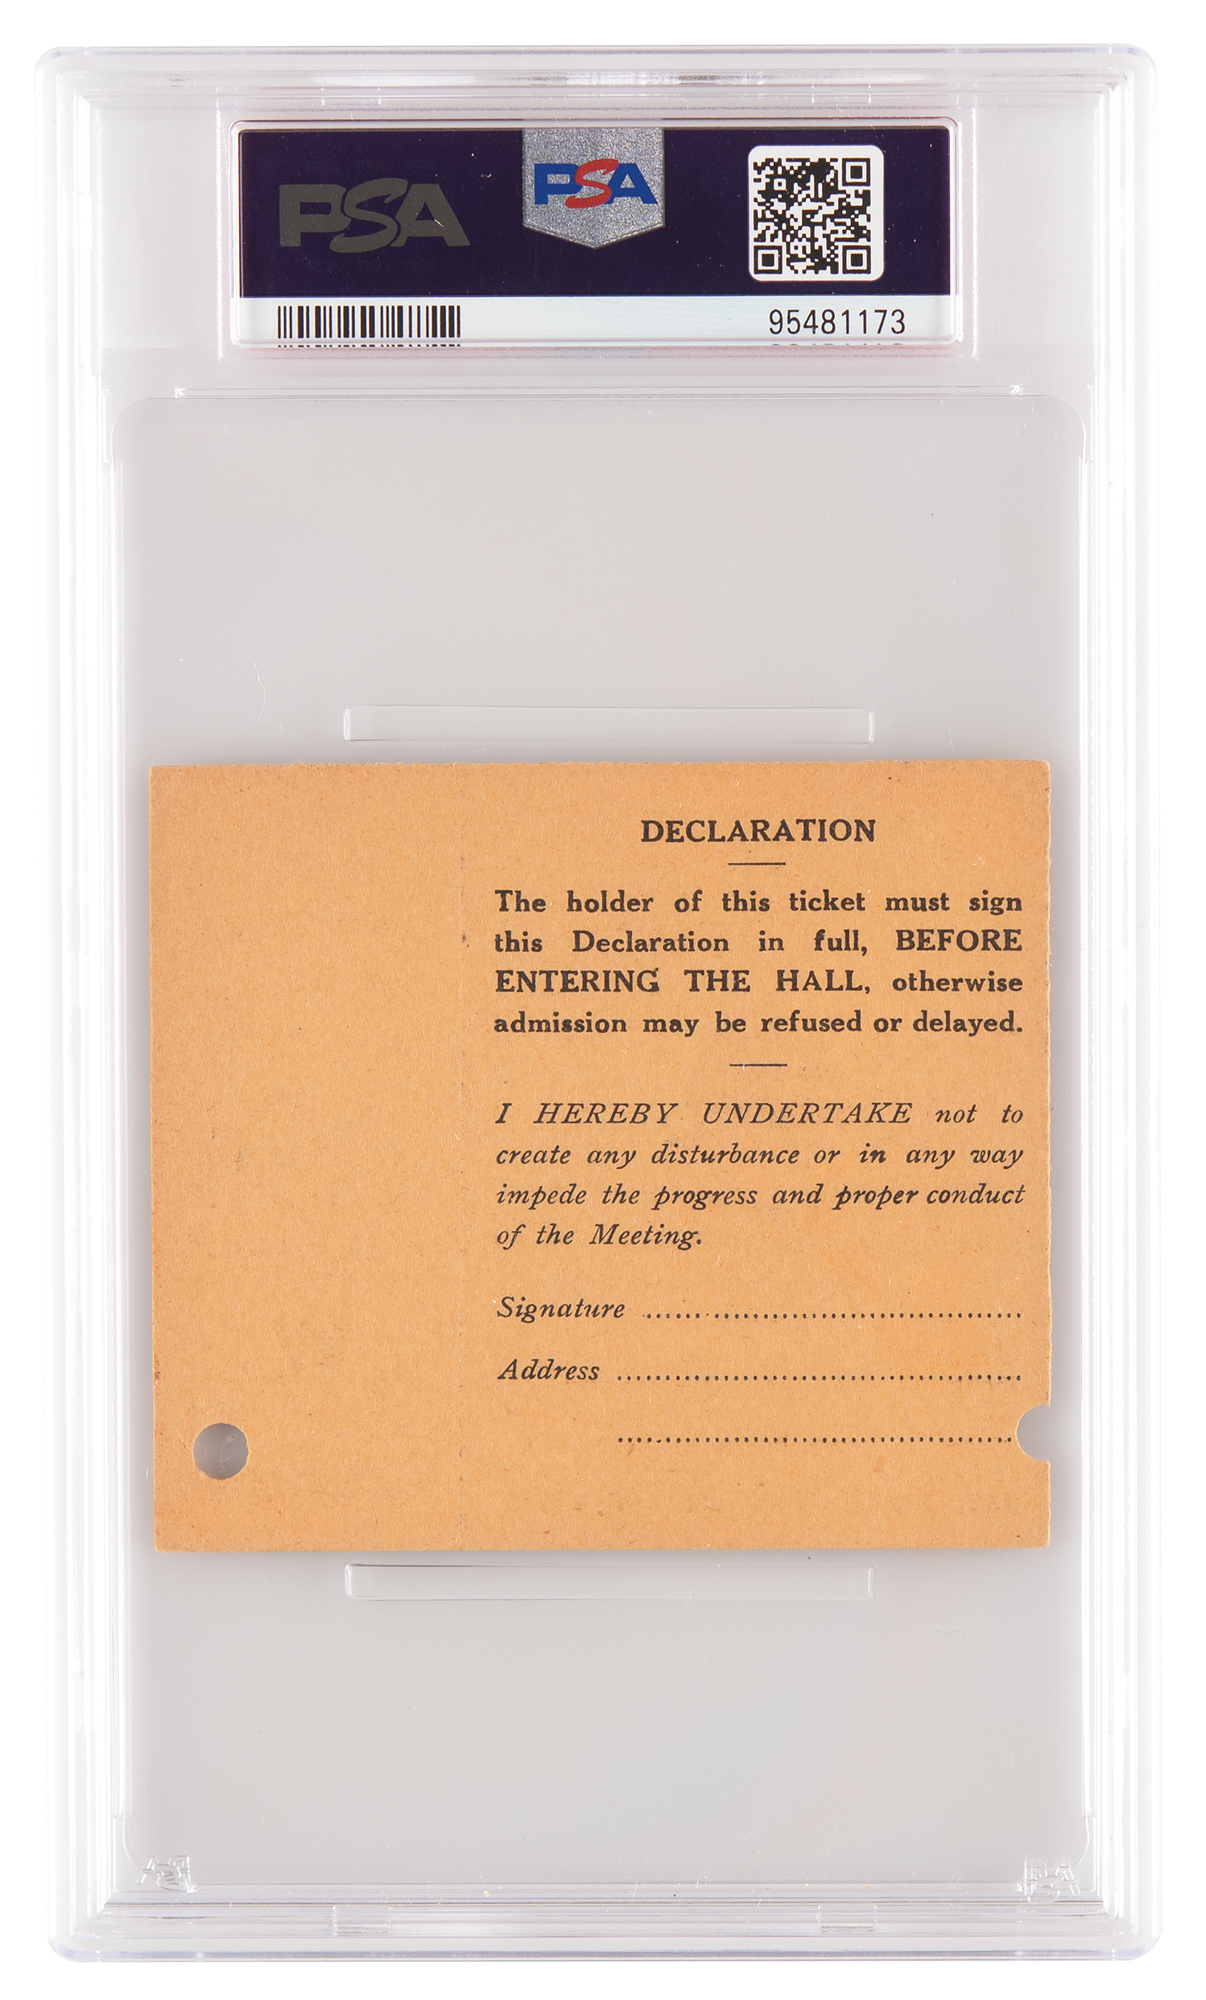 PSA
PSA
95481173
DECLARATION
The holder of this ticket must sign
this Declaration in full, BEFORE
ENTERING THE HALL, otherwise
admission may be refused or delayed.
I HEREBY UNDERTAKE not to
create any disturbance or in any way
impede the progress and proper conduct
of the Meeting.
Signature ........................................
Address ..........................................
..........................................
PSA
PSA